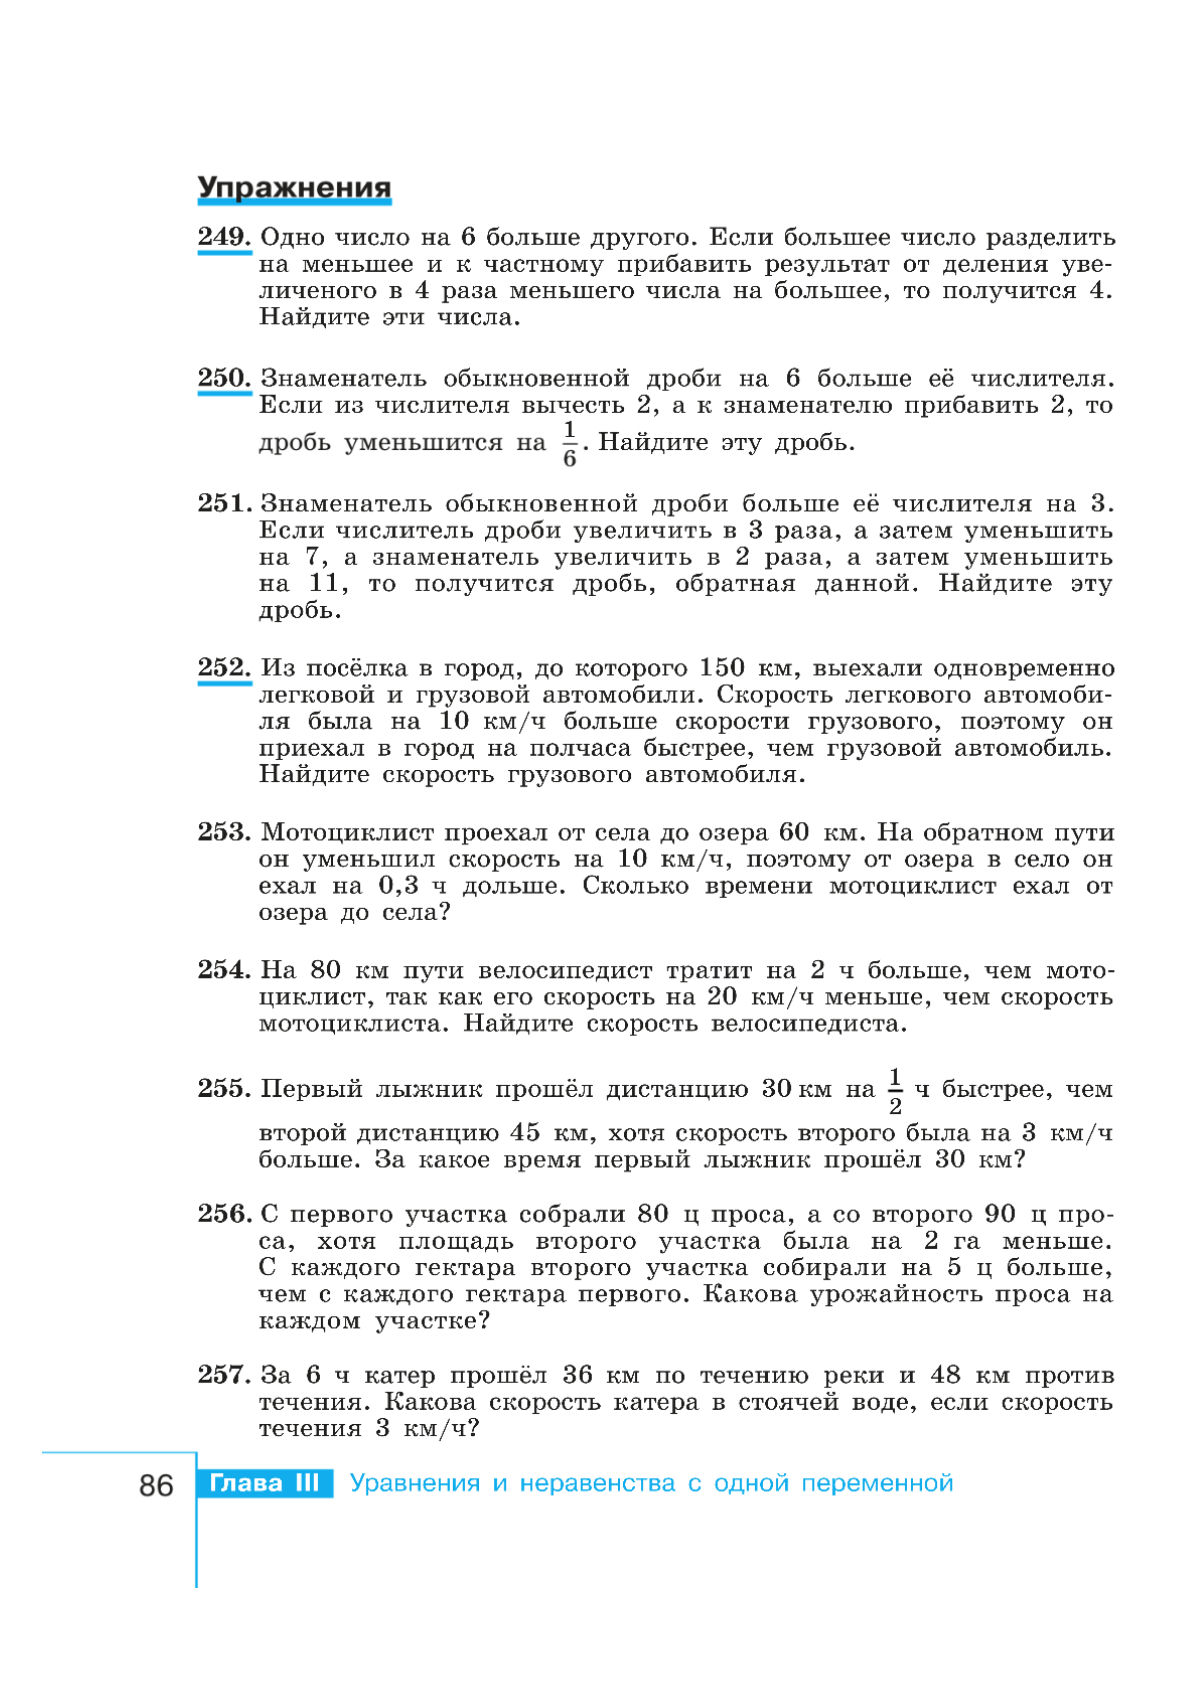 Упражнения
249. Одно число на 6 больше другого. Если большее число разделить
на меньшее и к частному прибавить результат от деления уве-
личеного в 4 раза меньшего числа на большее, то получится 4.
Найдите эти числа.
250. Знаменатель обыкновенной дроби на 6 больше её числителя.
Если из числителя вычесть 2, а к знаменателю прибавить 2, то
дробь уменьшится на 1/6. Найдите эту дробь.
251. Знаменатель обыкновенной дроби больше её числителя на 3.
Если числитель дроби увеличить в 3 раза, а затем уменьшить
на 7, а знаменатель увеличить в 2 раза, а затем уменьшить
на 11, то получится дробь, обратная данной. Найдите эту
дробь.
252. Из посёлка в город, до которого 150 км, выехали одновременно
легковой и грузовой автомобили. Скорость легкового автомоби-
ля была на 10 км/ч больше скорости грузового, поэтому он
приехал в город на полчаса быстрее, чем грузовой автомобиль.
Найдите скорость грузового автомобиля.
253. Мотоциклист проехал от села до озера 60 км. На обратном пути
он уменьшил скорость на 10 км/ч, поэтому от озера в село он
ехал на 0,3 ч дольше. Сколько времени мотоциклист ехал от
озера до села?
254. На 80 км пути велосипедист тратит на 2 ч больше, чем мото-
циклист, так как его скорость на 20 км/ч меньше, чем скорость
мотоциклиста. Найдите скорость велосипедиста.
255. Первый лыжник прошёл дистанцию 30 км на 1/2 ч быстрее, чем
второй дистанцию 45 км, хотя скорость второго была на 3 км/ч
больше. За какое время первый лыжник прошёл 30 км?
256. С первого участка собрали 80 ц проса, а со второго 90 ц про-
са, хотя площадь второго участка была на 2 га меньше.
С каждого гектара второго участка собирали на 5 ц больше,
чем с каждого гектара первого. Какова урожайность проса на
каждом участке?
257. За 6 ч катер прошёл 36 км по течению реки и 48 км против
течения. Какова скорость катера в стоячей воде, если скорость
течения 3 км/ч?
86 Глава III Уравнения и неравенства с одной переменной